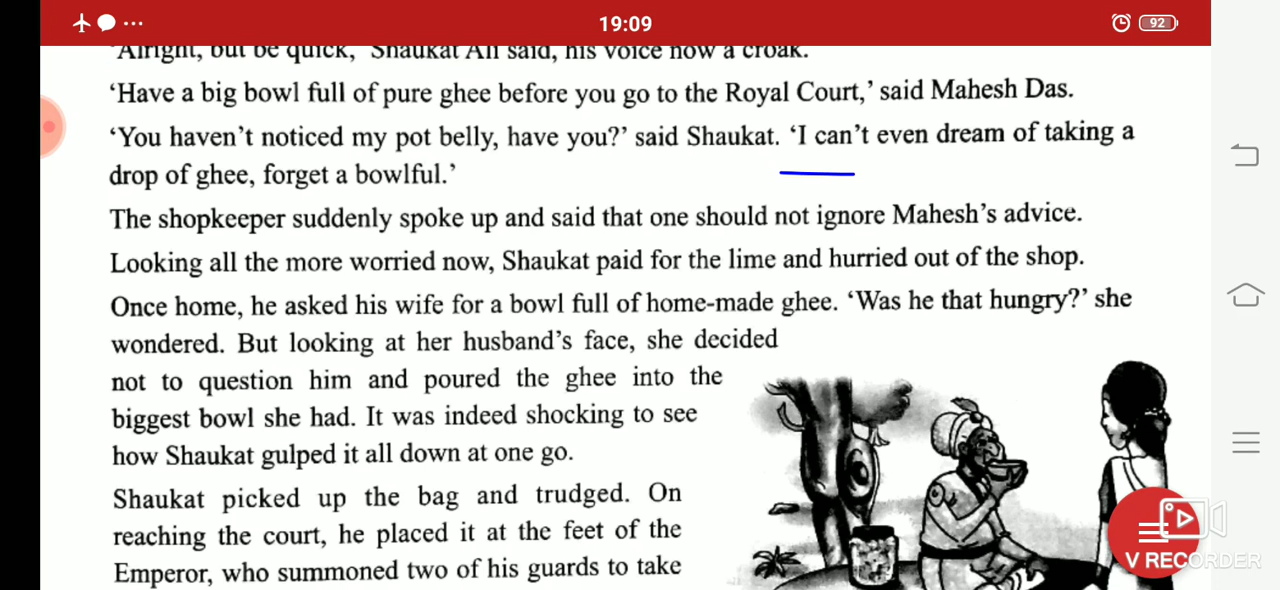 19:09
92
'Alright, but be quick,' Shaukat Ali said, his voice now a croak.
'Have a big bowl full of pure ghee before you go to the Royal Court,' said Mahesh Das.
'You haven't noticed my pot belly, have you?' said Shaukat. 'I can't even dream of taking a
drop of ghee, forget a bowlful.'
The shopkeeper suddenly spoke up and said that one should not ignore Mahesh's advice.
Looking all the more worried now, Shaukat paid for the lime and hurried out of the shop.
Once home, he asked his wife for a bowl full of home-made ghee. 'Was he that hungry?' she
wondered. But looking at her husband's face, she decided
not to question him and poured the ghee into the
biggest bowl she had. It was indeed shocking to see
how Shaukat gulped it all down at one go.
Shaukat picked up the bag and trudged. On
reaching the court, he placed it at the feet of the
Emperor, who summoned two of his guards to take
V RECORDER